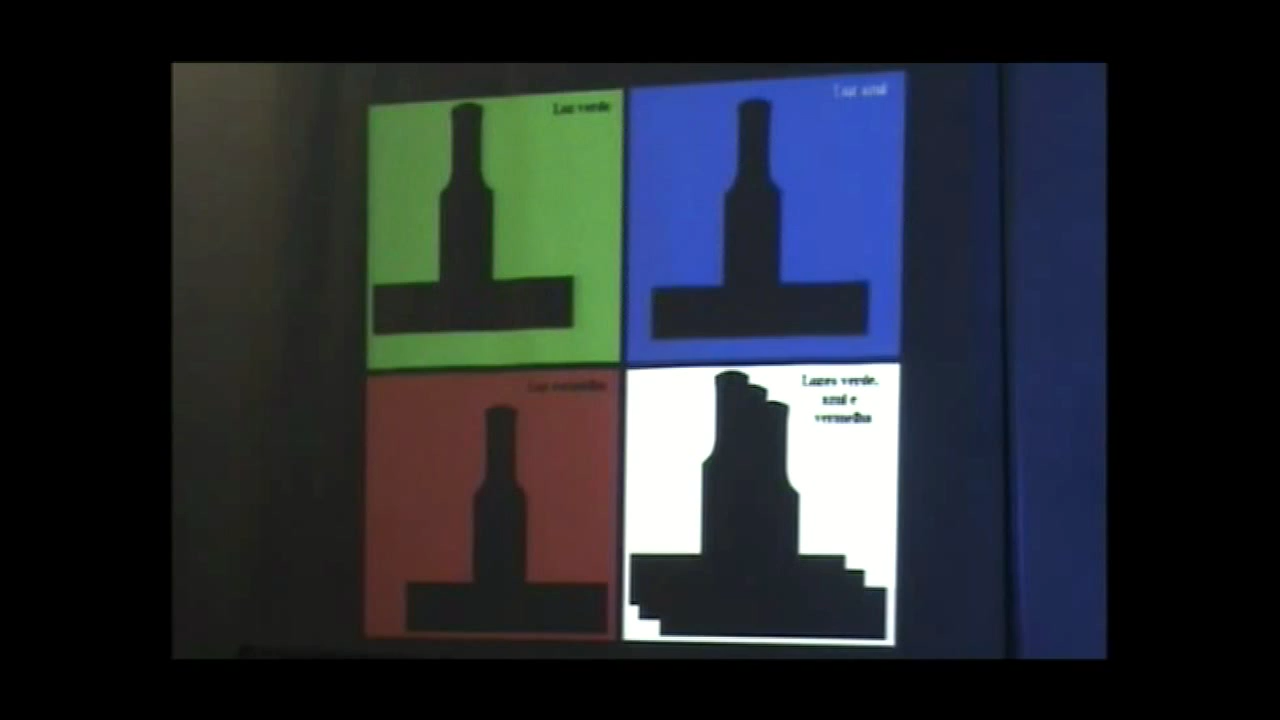 Luz verde
Luz azul
Luz vermelha
Luzes verde,
azul e
vermelha